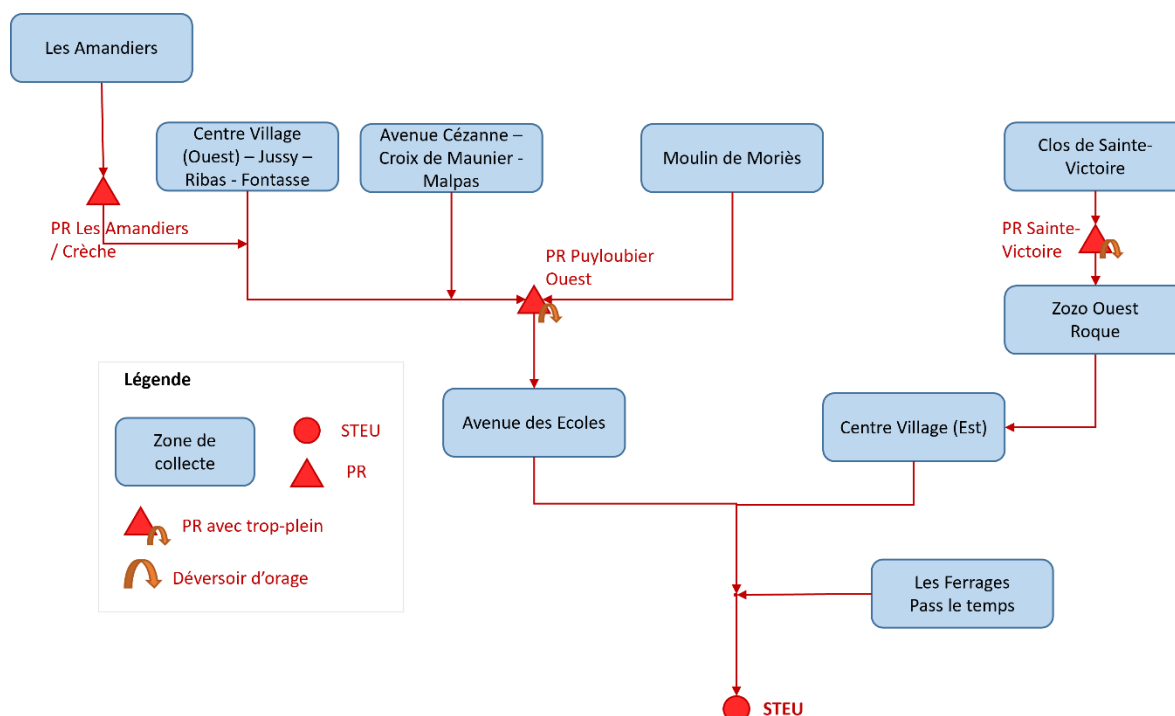 Les Amandiers
Centre Village
(Ouest) – Jussy –
Ribas - Fontasse
Avenue Cézanne –
Croix de Maunier -
Malpas
Moulin de Moriès
Clos de Sainte-
Victoire
PR Les Amandiers
/ Crèche
PR Sainte-
Victoire
PR Puyloubier
Ouest
Zozo Ouest
Roque
Légende
Zone de
collecte
STEU
PR
PR avec trop-plein
Déversoir d’orage
Avenue des Ecoles
Centre Village (Est)
Les Ferrages
Pass le temps
STEU